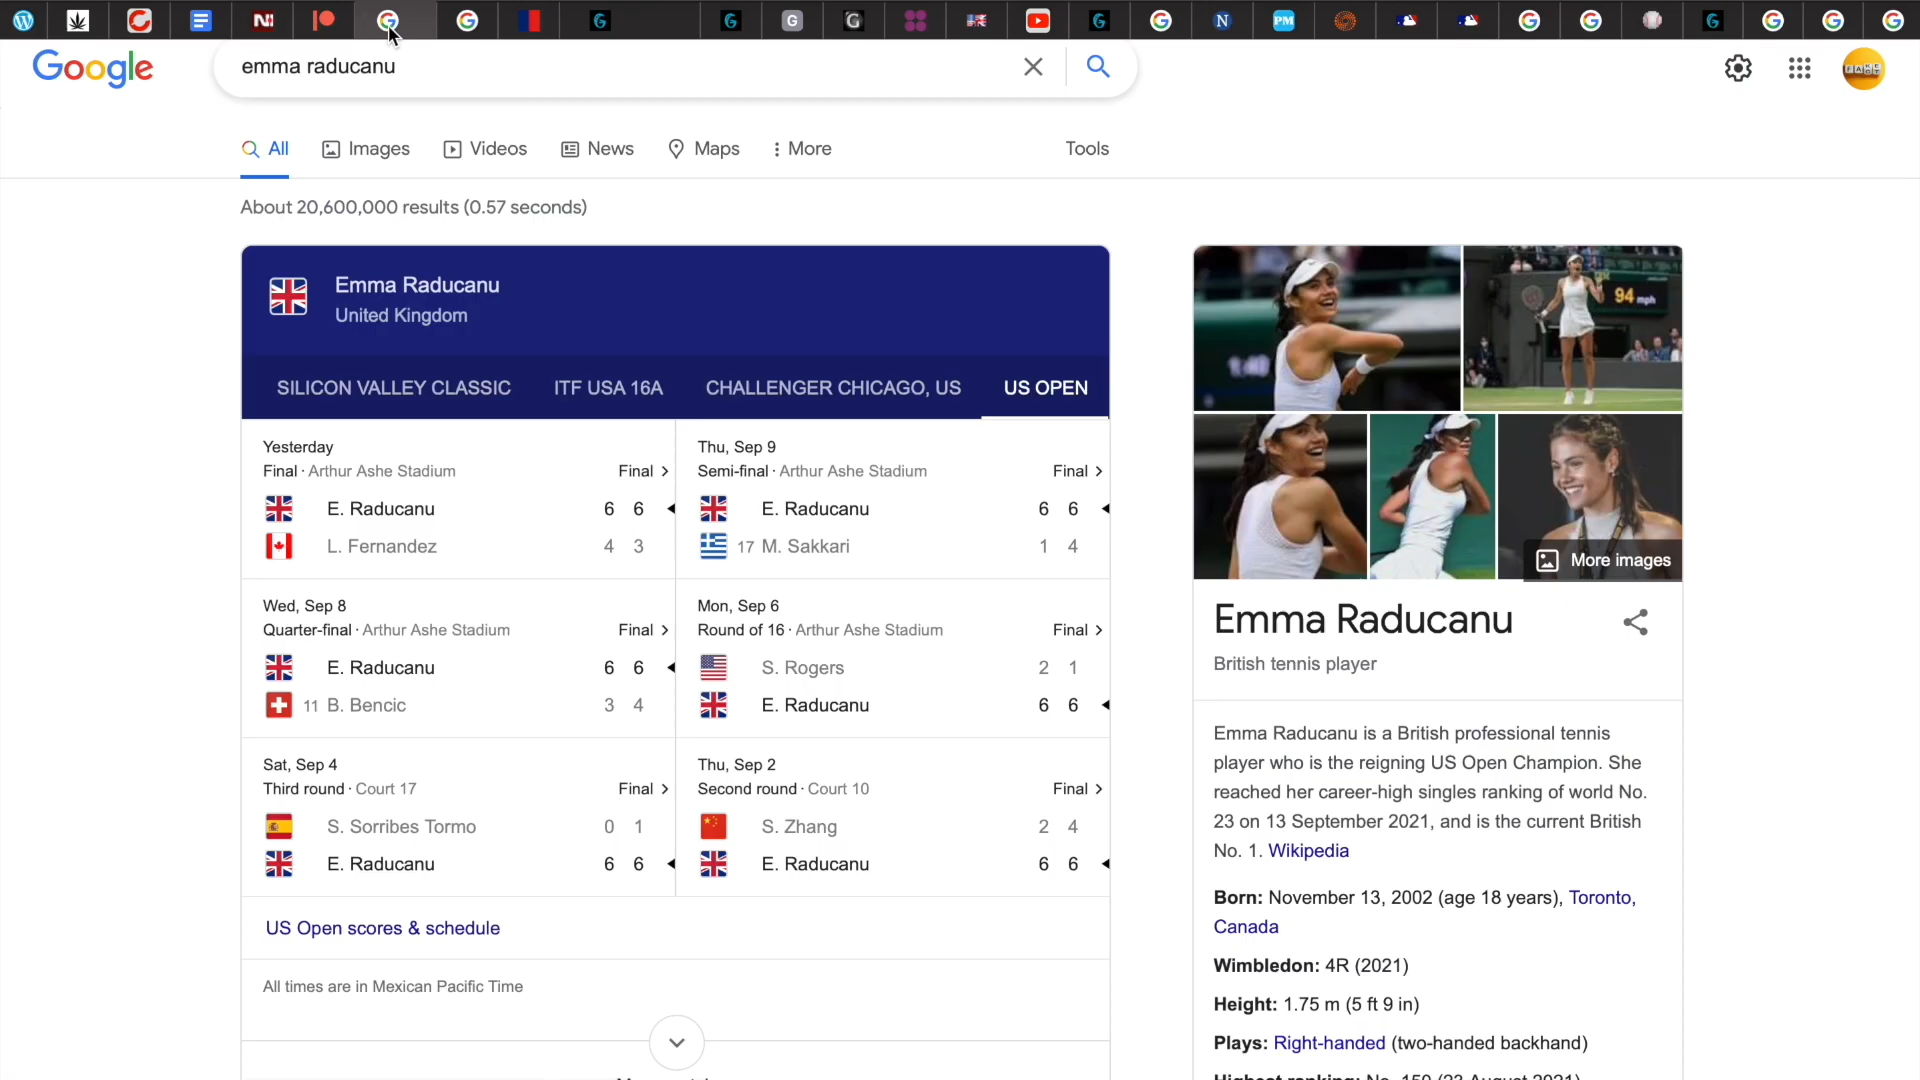 Google
emma raducanu
All Images Videos News Maps More Tools
About 20,600,000 results (0.57 seconds)
Emma Raducanu
United Kingdom
SILICON VALLEY CLASSIC ITF USA 16A CHALLENGER CHICAGO, US US OPEN
Yesterday
Final · Arthur Ashe Stadium Final
E. Raducanu 6 6
L. Fernandez 4 3
Thu, Sep 9
Semi-final · Arthur Ashe Stadium Final
E. Raducanu 6 6
17 M. Sakkari 1 4
Wed, Sep 8
Quarter-final · Arthur Ashe Stadium Final
E. Raducanu 6 6
11 B. Bencic 3 4
Mon, Sep 6
Round of 16 · Arthur Ashe Stadium Final
S. Rogers 2 1
E. Raducanu 6 6
Sat, Sep 4
Third round · Court 17 Final
S. Sorribes Tormo 0 1
E. Raducanu 6 6
Thu, Sep 2
Second round · Court 10 Final
S. Zhang 2 4
E. Raducanu 6 6
US Open scores & schedule
All times are in Mexican Pacific Time
94 mph
More images
Emma Raducanu
British tennis player
Emma Raducanu is a British professional tennis
player who is the reigning US Open Champion. She
reached her career-high singles ranking of world No.
23 on 13 September 2021, and is the current British
No. 1. Wikipedia
Born: November 13, 2002 (age 18 years), Toronto,
Canada
Wimbledon: 4R (2021)
Height: 1.75 m (5 ft 9 in)
Plays: Right-handed (two-handed backhand)
Highest ranking: No. 150 (23 August 2021)